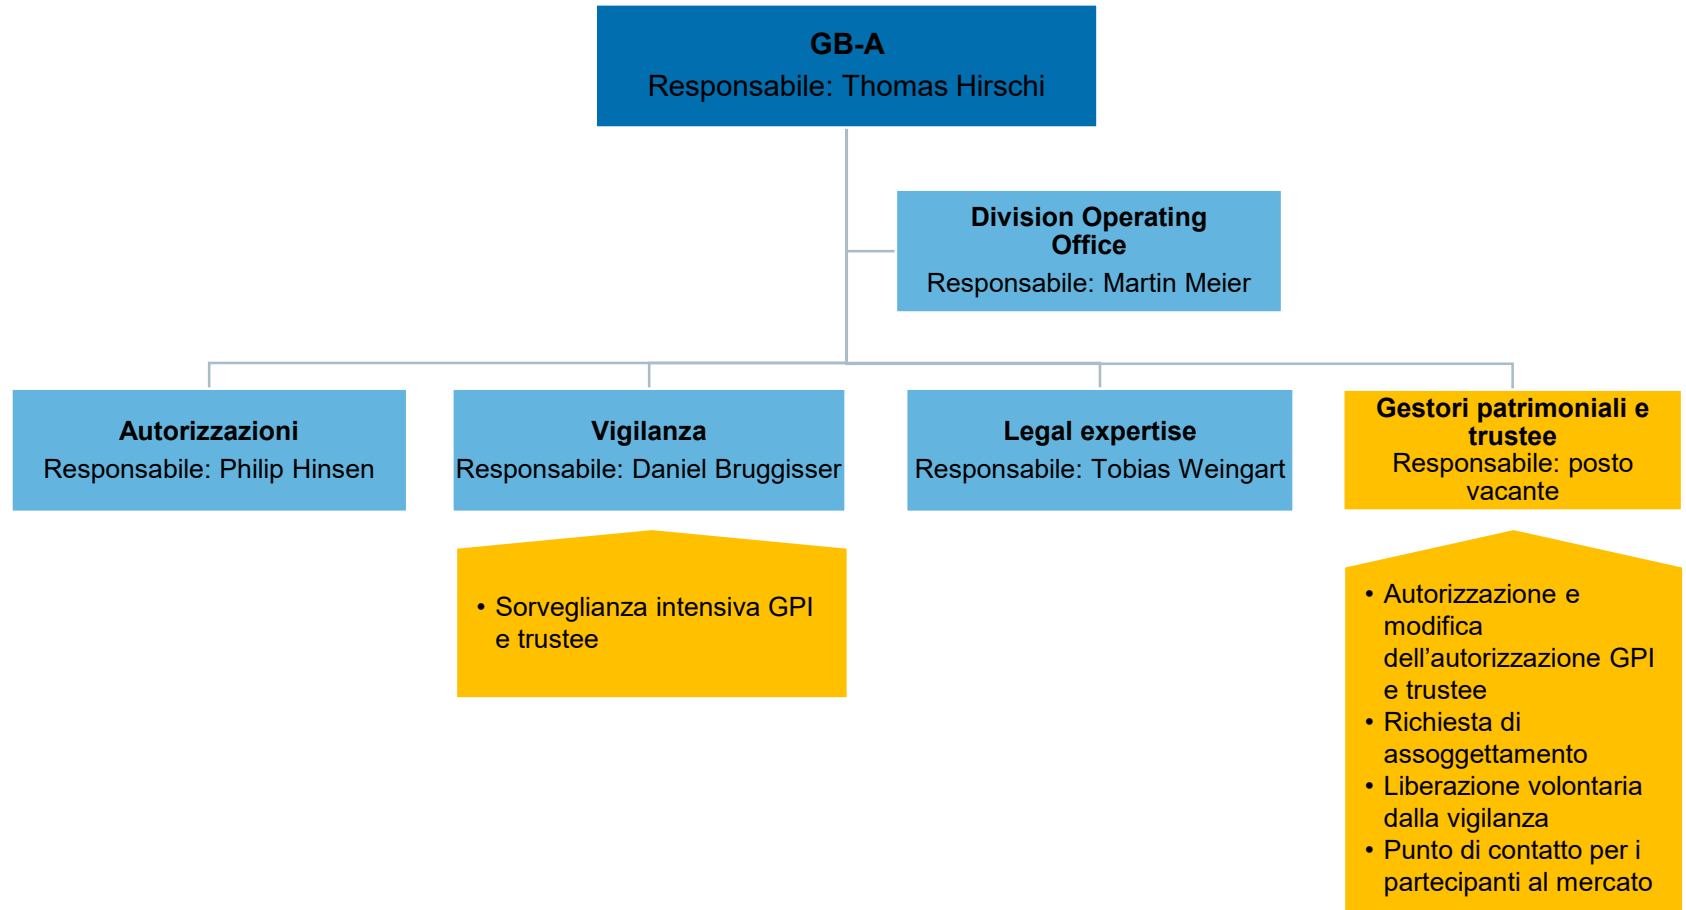 GB-A
Responsabile: Thomas Hirschi
Division Operating
Office
Responsabile: Martin Meier
Autorizzazioni
Responsabile: Philip Hinsen
Vigilanza
Responsabile: Daniel Bruggisser
Legal expertise
Responsabile: Tobias Weingart
Gestori patrimoniali e
trustee
Responsabile: posto
vacante
• Sorveglianza intensiva GPI
e trustee
• Autorizzazione e
modifica
dell’autorizzazione GPI
e trustee
• Richiesta di
assoggettamento
• Liberazione volontaria
dalla vigilanza
• Punto di contatto per i
partecipanti al mercato